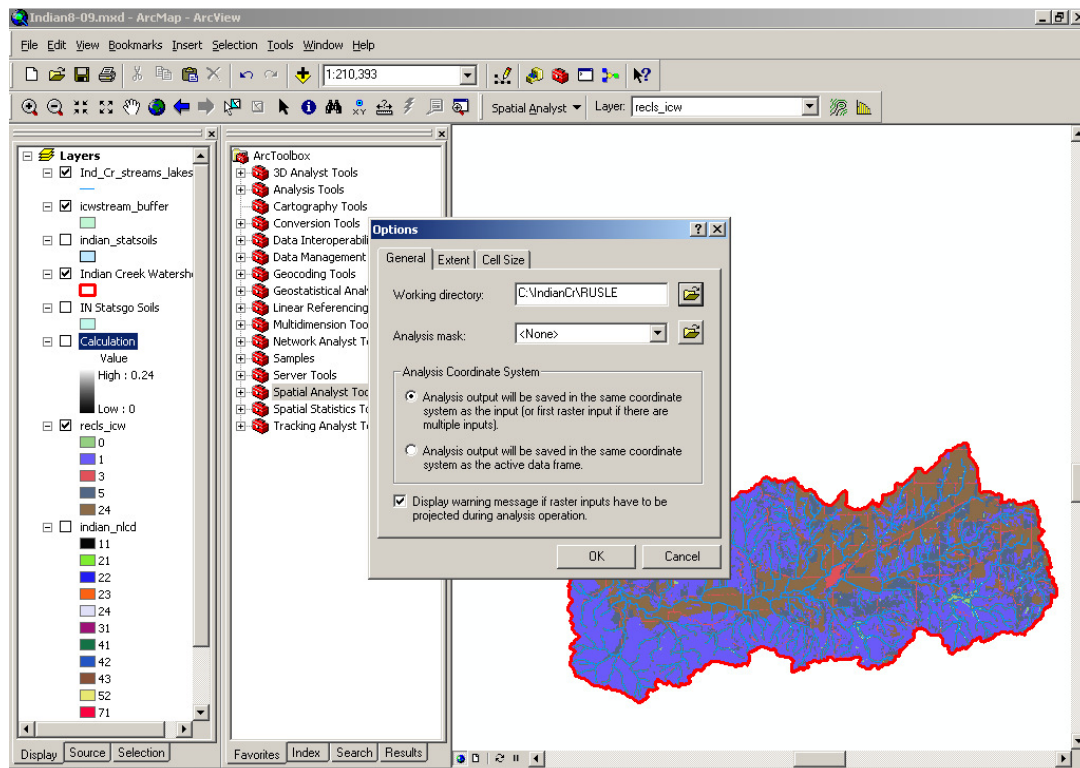 Indian8-09.mxd - ArcMap - ArcView
File Edit View Bookmarks Insert Selection Tools Window Help
1:210,393
Spatial Analyst Layer: recls_icw
Layers
Ind_Cr_streams_lakes
icwstream_buffer
indian_statsoils
Indian Creek Watersh
IN Statsgo Soils
Calculation
Value
High : 0.24
Low : 0
recls_icw
0
1
3
5
24
indian_nlcd
11
21
22
23
24
31
41
42
43
52
71
Display Source Selection
ArcToolbox
3D Analyst Tools
Analysis Tools
Cartography Tools
Conversion Tools
Data Interoperabili
Data Management
Geocoding Tools
Geostatistical Anal
Linear Referencing
Multidimension Too
Network Analyst T
Samples
Server Tools
Spatial Analyst Too
Spatial Statistics To
Tracking Analyst T
Favorites Index Search Results
Options
General Extent Cell Size
Working directory: C:\IndianCr\RUSLE
Analysis mask: <None>
Analysis Coordinate System
Analysis output will be saved in the same coordinate
system as the input (or first raster input if there are
multiple inputs).
Analysis output will be saved in the same coordinate
system as the active data frame.
Display warning message if raster inputs have to be
projected during analysis operation.
OK Cancel